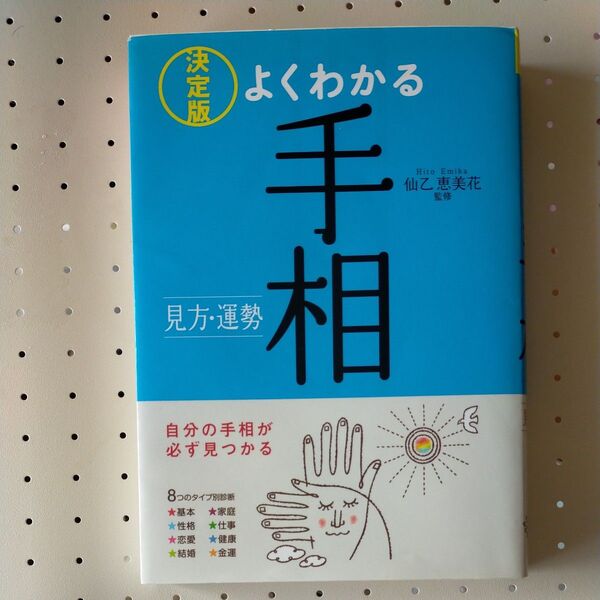 決定版
よくわかる
手相
Hito Emika
仙乙 恵美花
監修
見方・運勢
自分の手相が
必ず見つかる
8つのタイプ別診断
★基本 ★家庭
★性格 ★仕事
★恋愛 ★健康
★結婚 ★金運